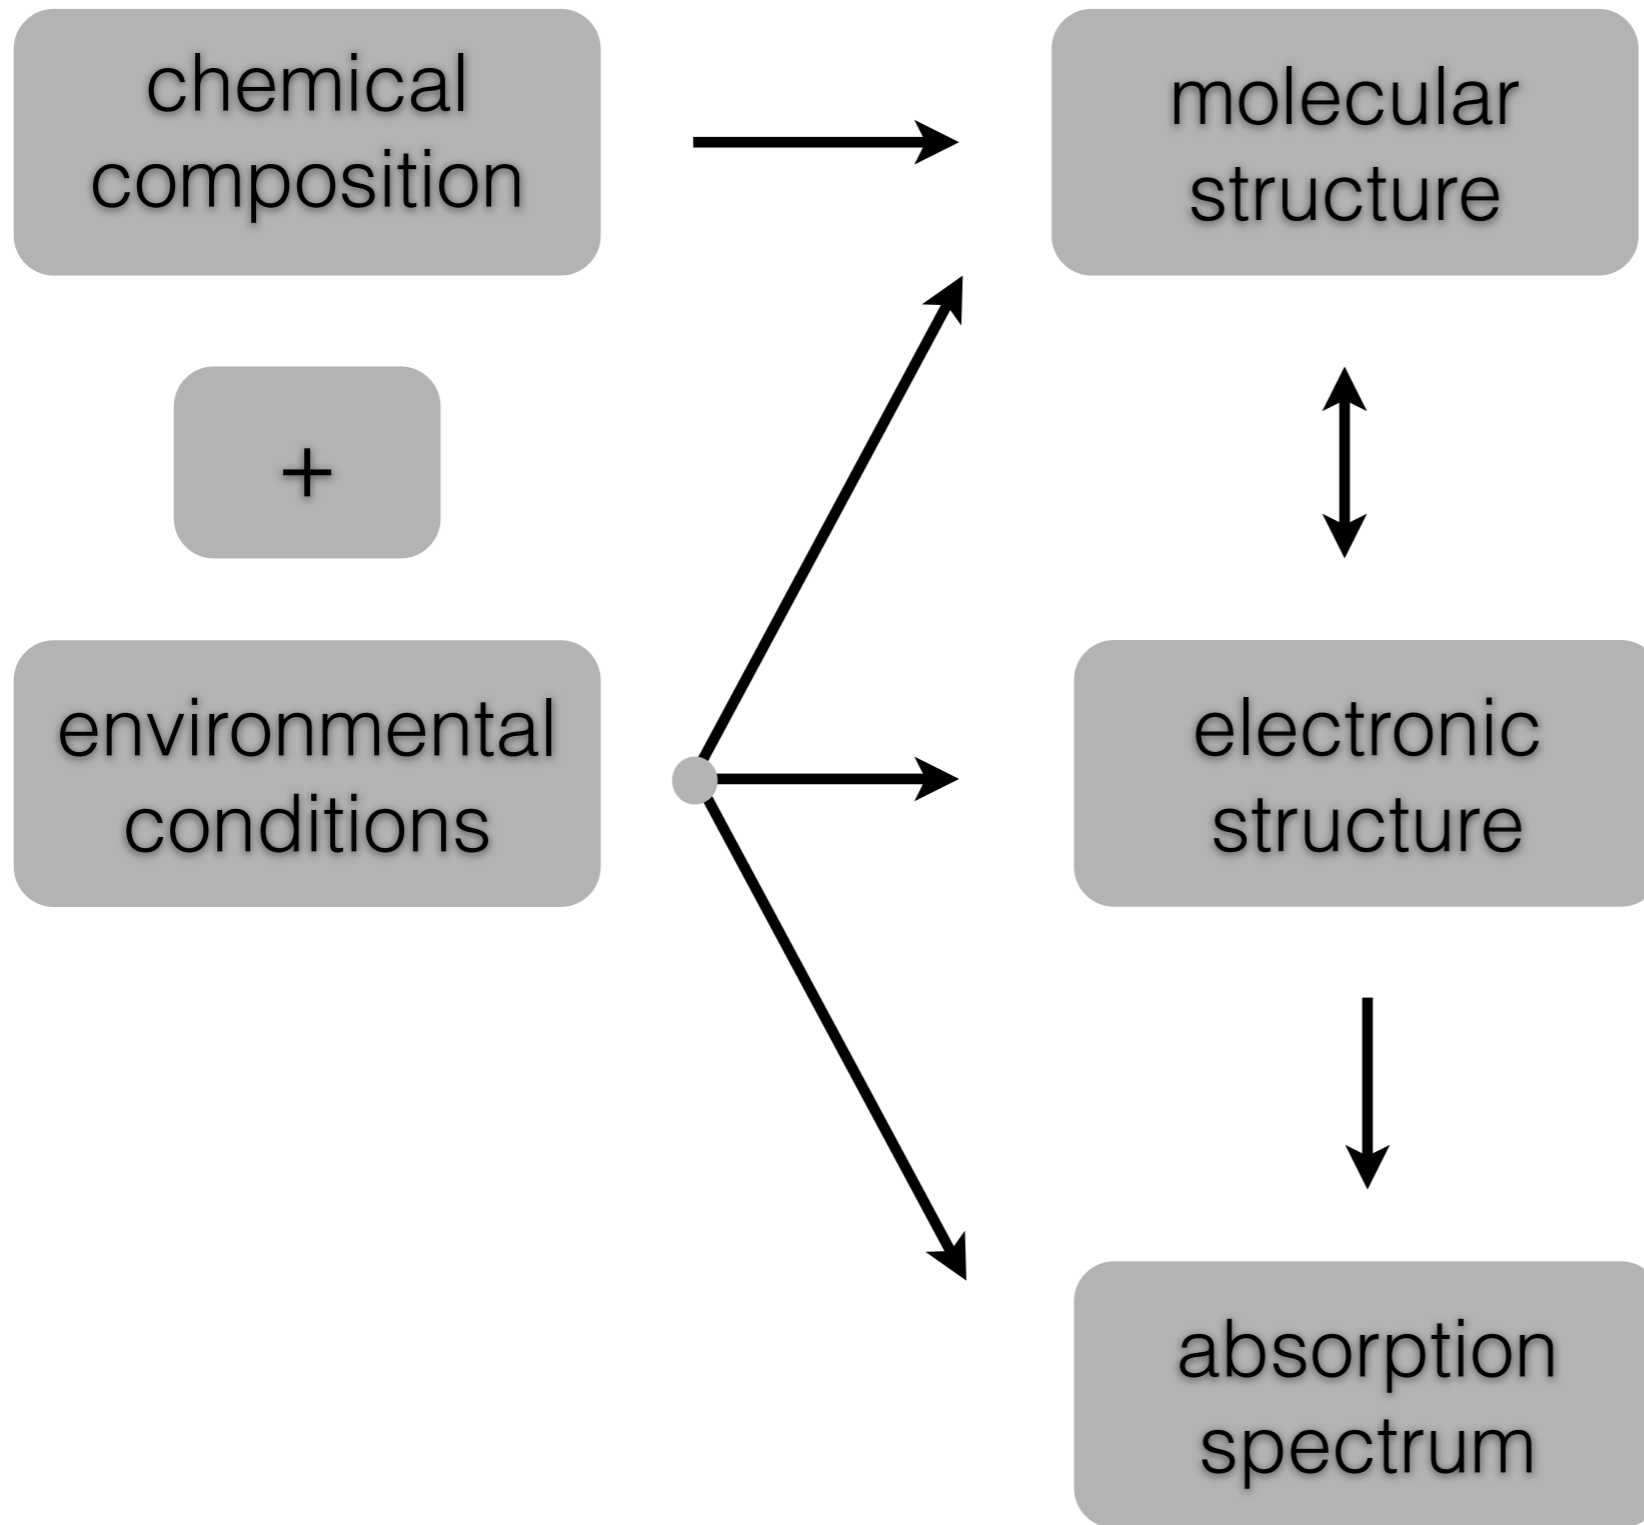 chemical
composition
molecular
structure
+
environmental
conditions
electronic
structure
absorption
spectrum